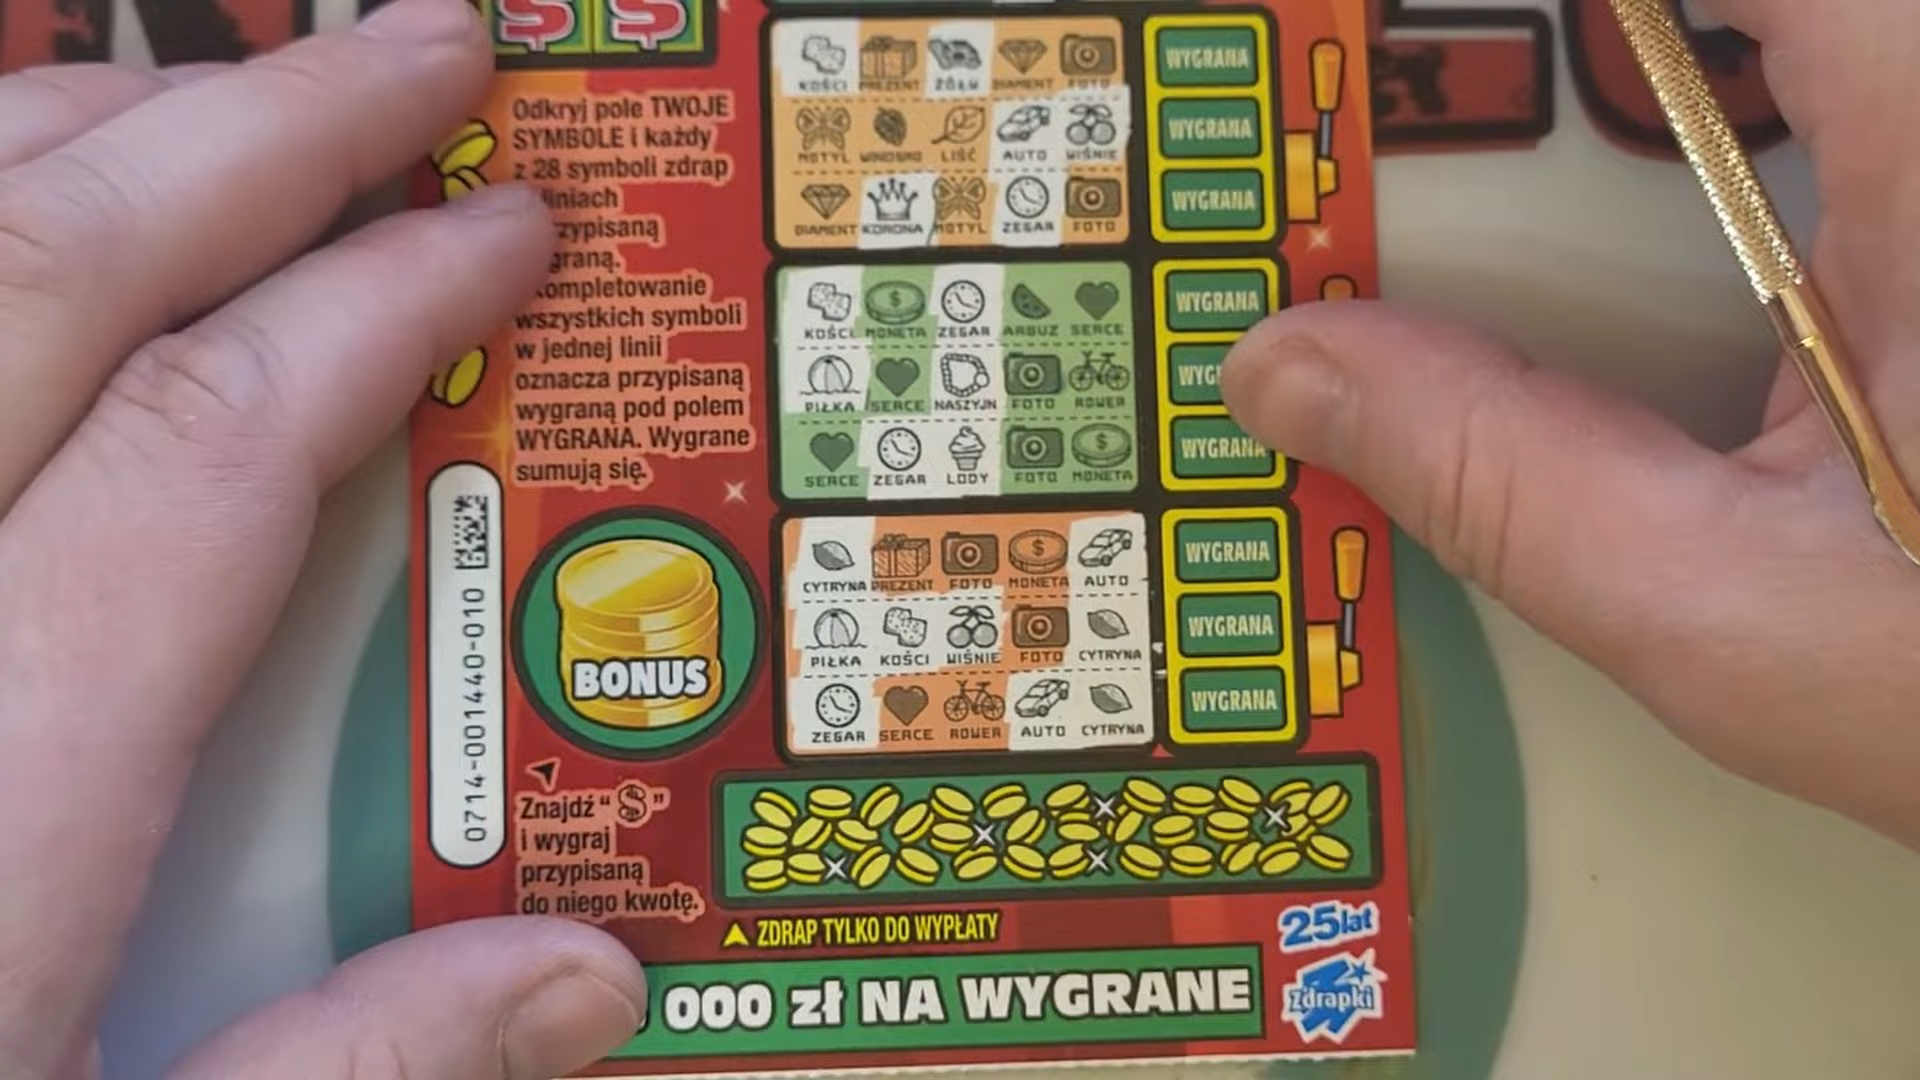 $ $
Odkryj pole TWOJE
SYMBOLE i każdy
z 28 symboli zdrap
liniach
zypisaną
graną.
kompletowanie
wszystkich symboli
w jednej linii
oznacza przypisaną
wygraną pod polem
WYGRANA. Wygrane
sumują się.
KOŚCI PREZENT ŻÓŁW DIAMENT FOTO
WYGRANA
MOTYL WINOGRO LIŚĆ AUTO WIŚNIE
WYGRANA
DIAMENT KORONA MOTYL ZEGAR FOTO
WYGRANA
KOŚCI MONETA ZEGAR ARBUZ SERCE
WYGRANA
PIŁKA SERCE NASZYJN FOTO ROWER
WYG
SERCE ZEGAR LODY FOTO MONETA
WYGRANA
CYTRYNA PREZENT FOTO MONETA AUTO
WYGRANA
PIŁKA KOŚCI WIŚNIE FOTO CYTRYNA
WYGRANA
ZEGAR SERCE ROWER AUTO CYTRYNA
WYGRANA
0714-001440-010
BONUS
Znajdź "$"
i wygraj
przypisaną
do niego kwotę.
ZDRAP TYLKO DO WYPŁATY
000 zł NA WYGRANE
25 lat
Zdrapki